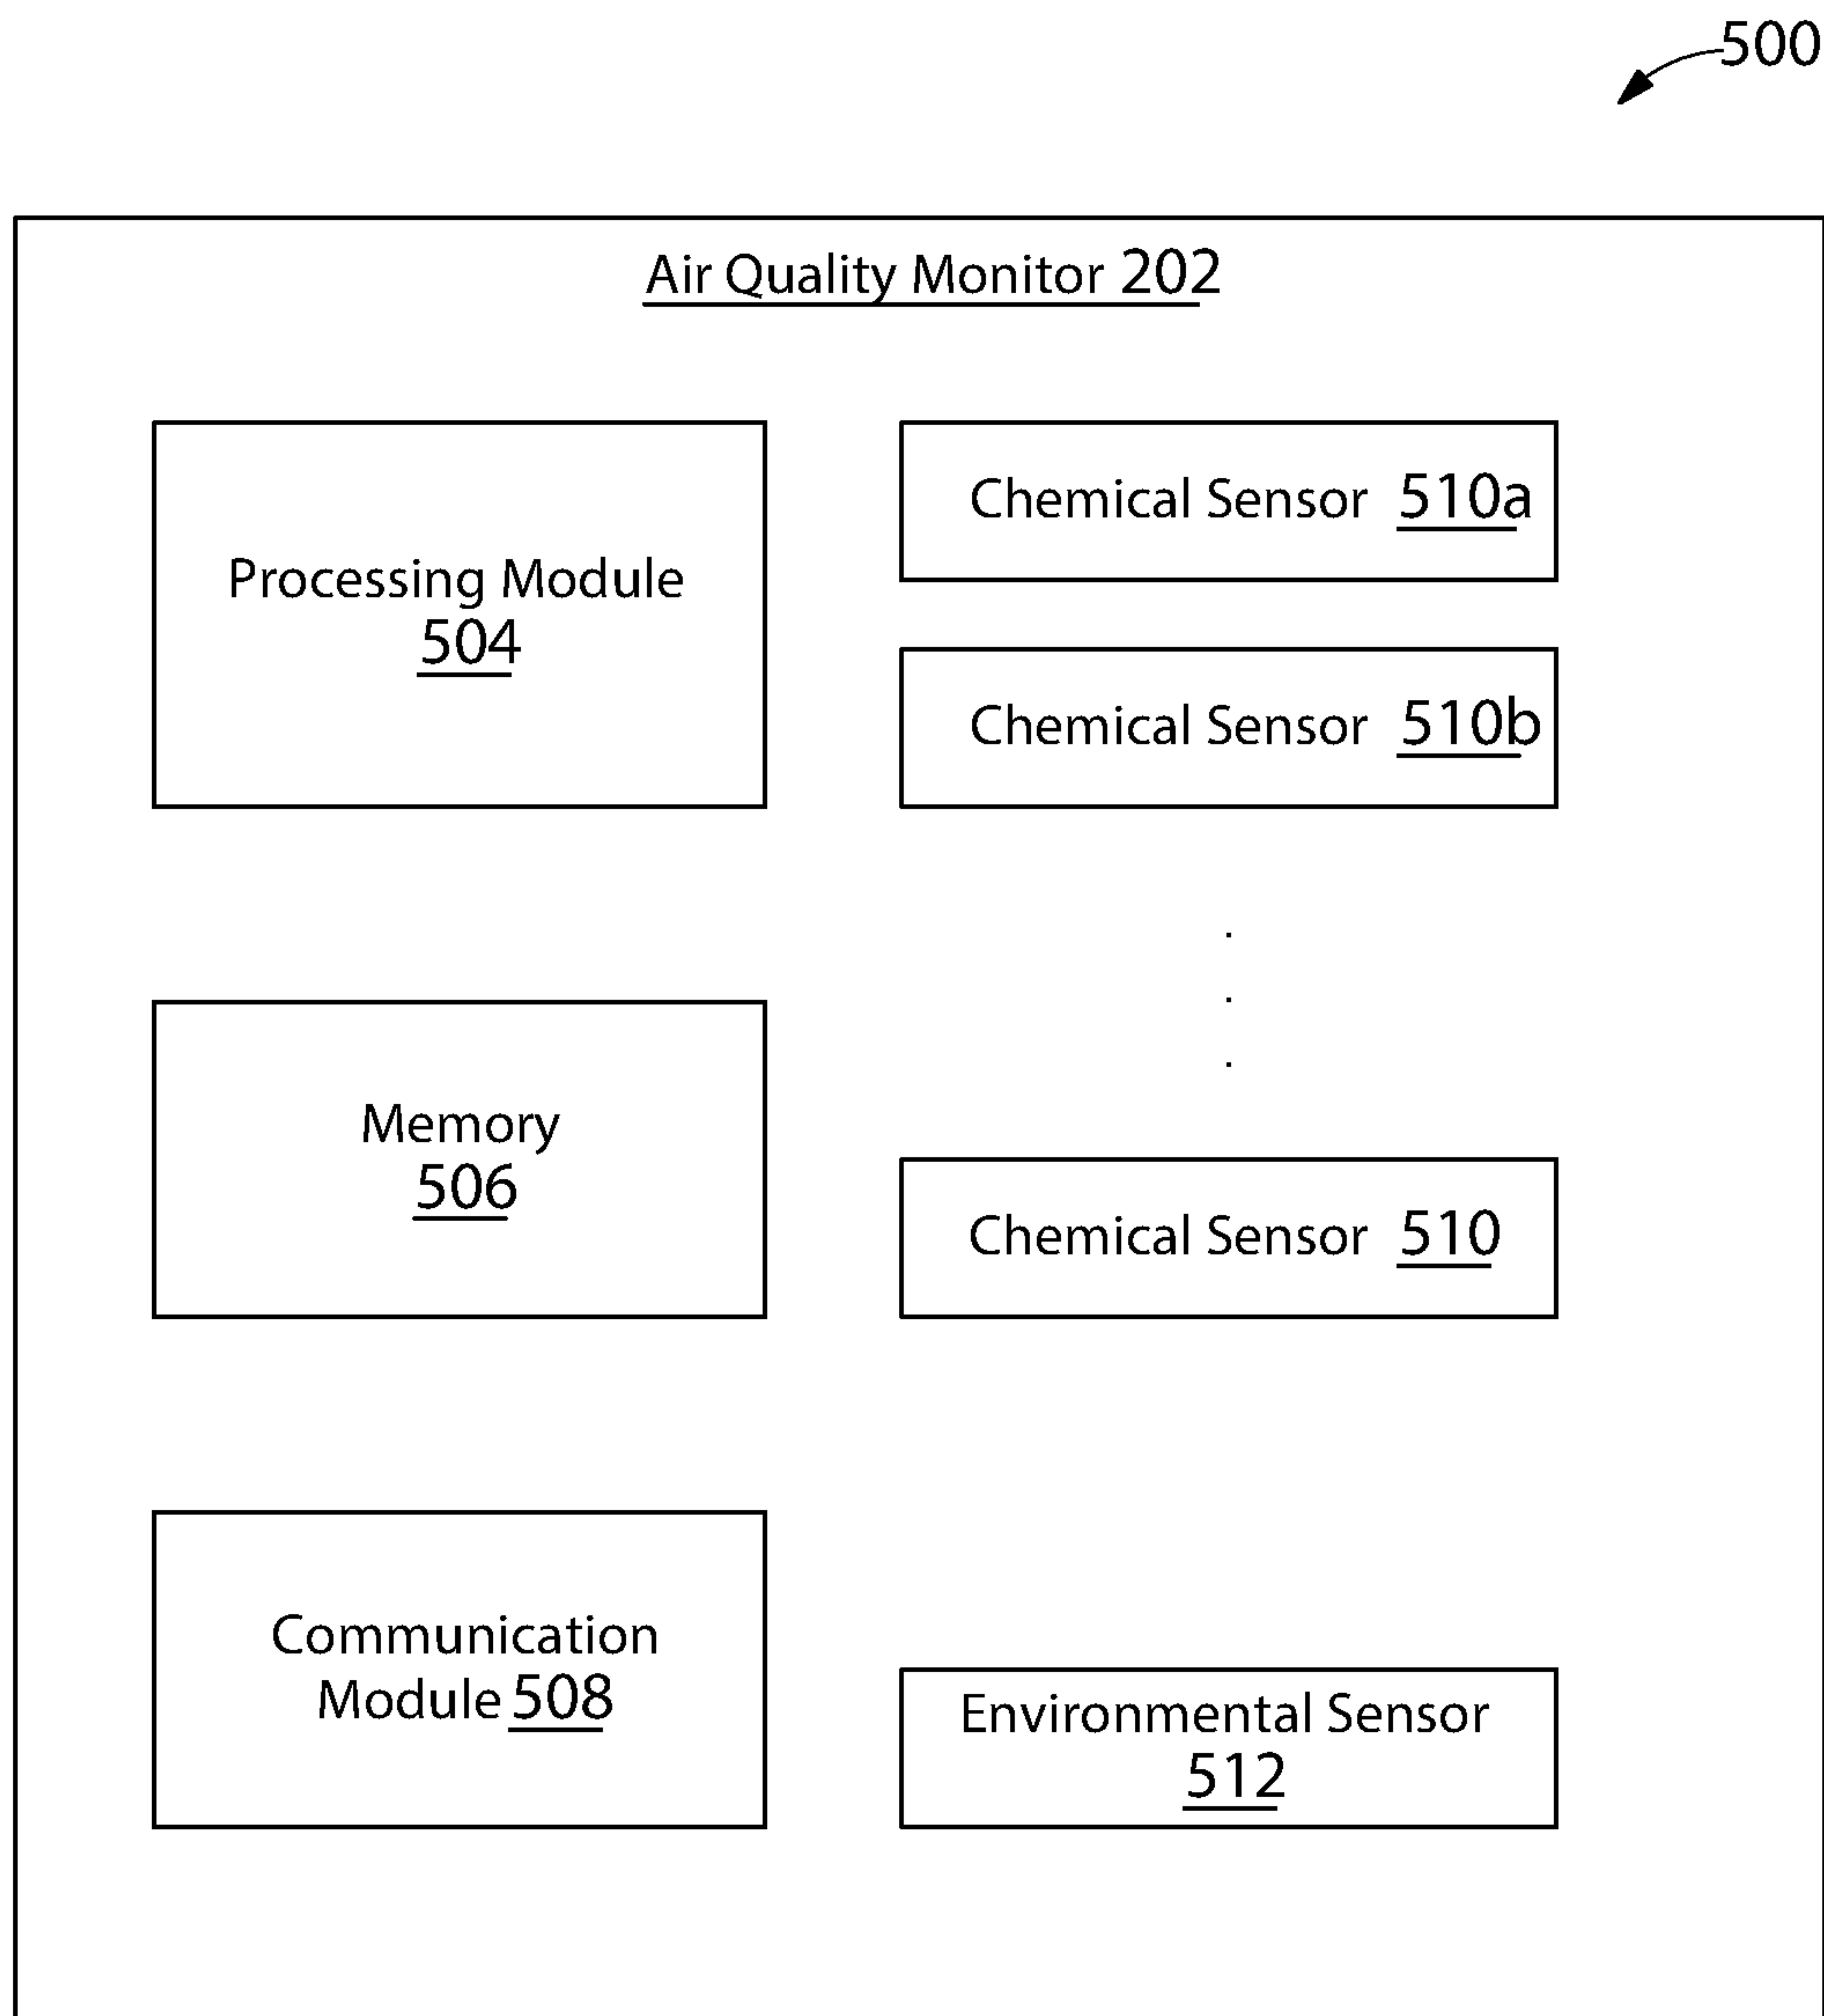 500
Air Quality Monitor 202
Processing Module
504
Chemical Sensor 510a
Chemical Sensor 510b
.
.
.
Memory
506
Chemical Sensor 510
Communication
Module 508
Environmental Sensor
512